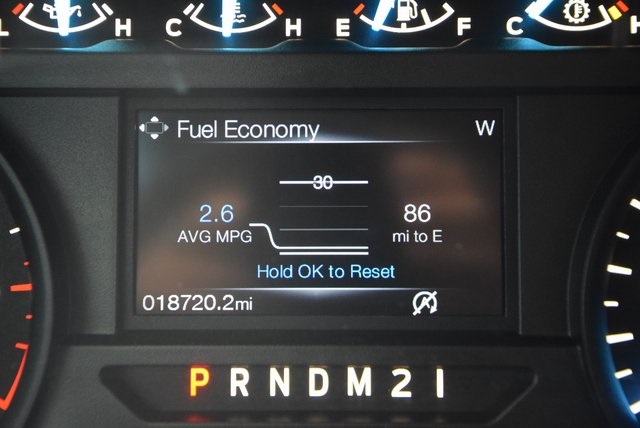 L H C H E F C H
Fuel Economy W
30
2.6 86
AVG MPG mi to E
Hold OK to Reset
018720.2mi A
P R N D M 2 1